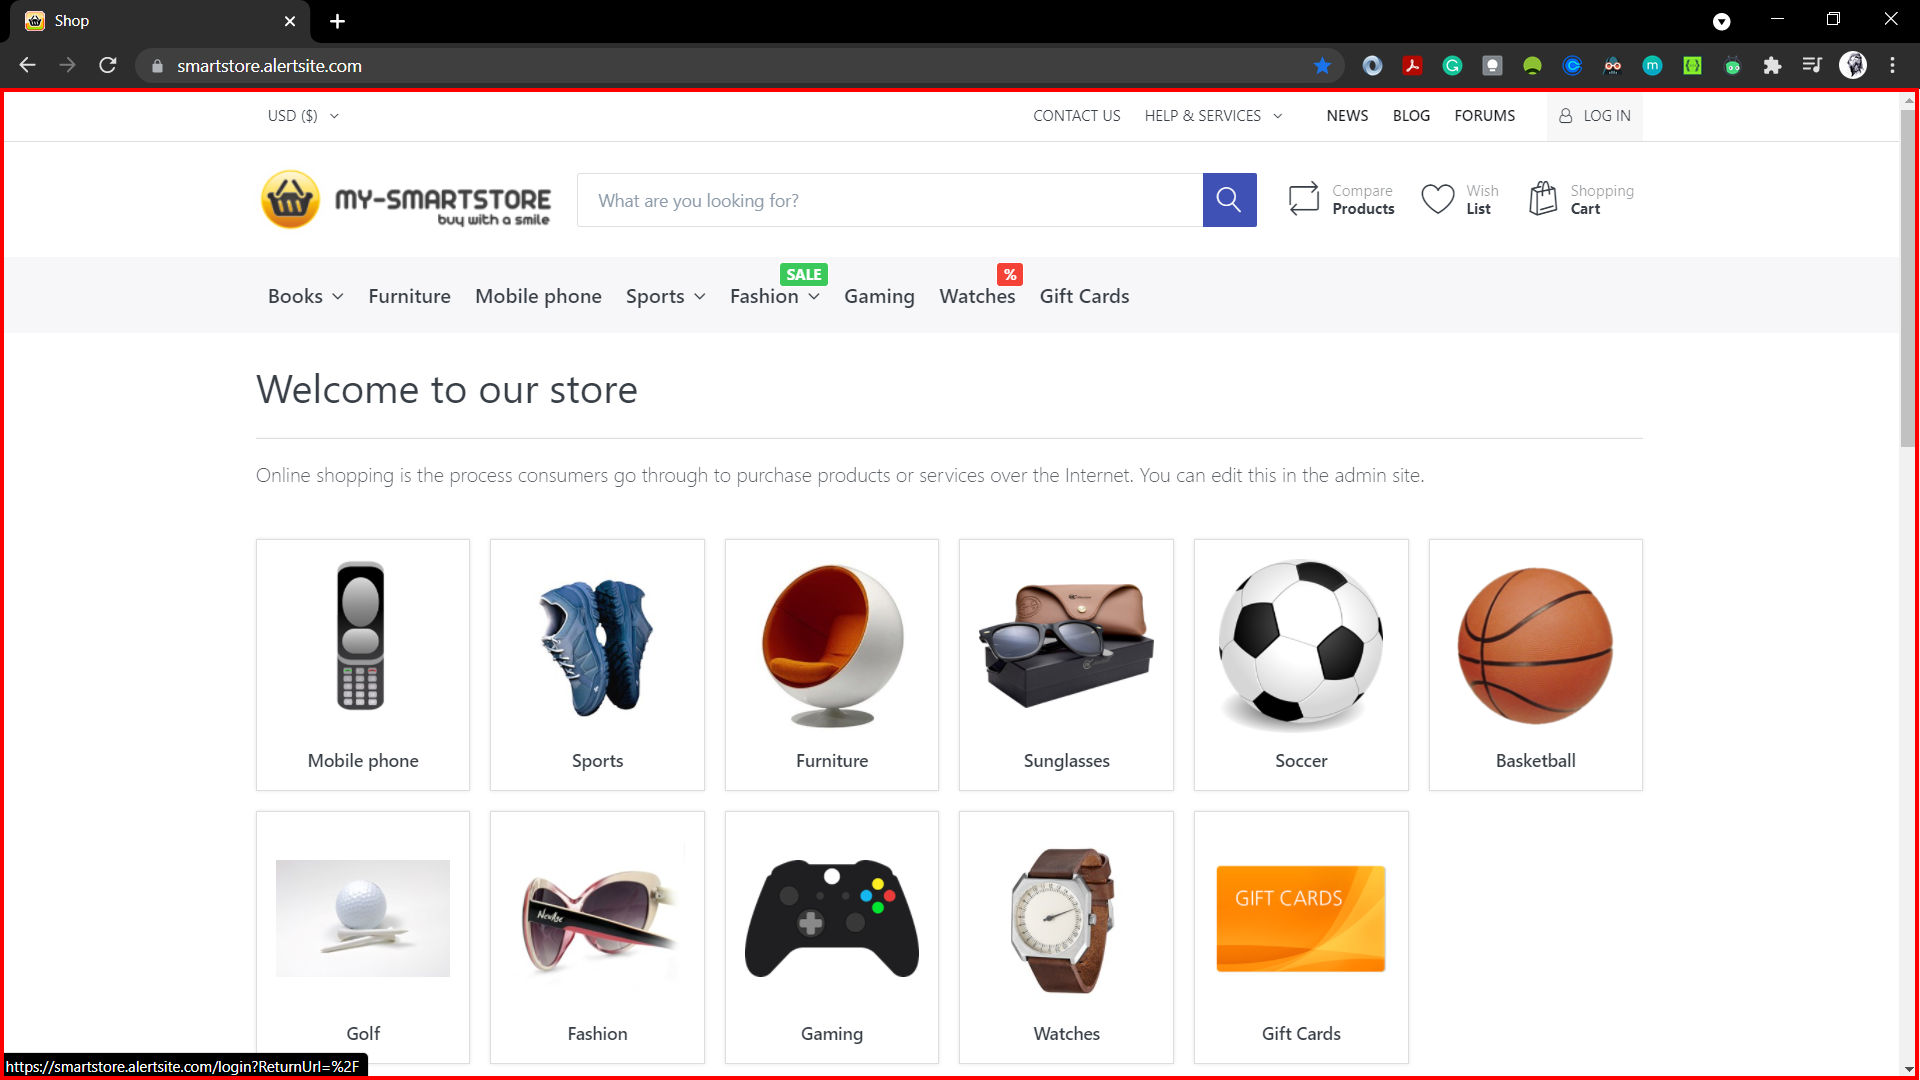 Shop
smartstore.alertsite.com
USD ($)
CONTACT US
HELP & SERVICES
NEWS
BLOG
FORUMS
LOG IN
MY-SMARTSTORE
buy with a smile
What are you looking for?
Compare
Products
Wish
List
Shopping
Cart
SALE
%
Books
Furniture
Mobile phone
Sports
Fashion
Gaming
Watches
Gift Cards
Welcome to our store
Online shopping is the process consumers go through to purchase products or services over the Internet. You can edit this in the admin site.
Mobile phone
Sports
Furniture
Sunglasses
Soccer
Basketball
NewAge
GIFT CARDS
Golf
Fashion
Gaming
Watches
Gift Cards
https://smartstore.alertsite.com/login?ReturnUrl=%2F